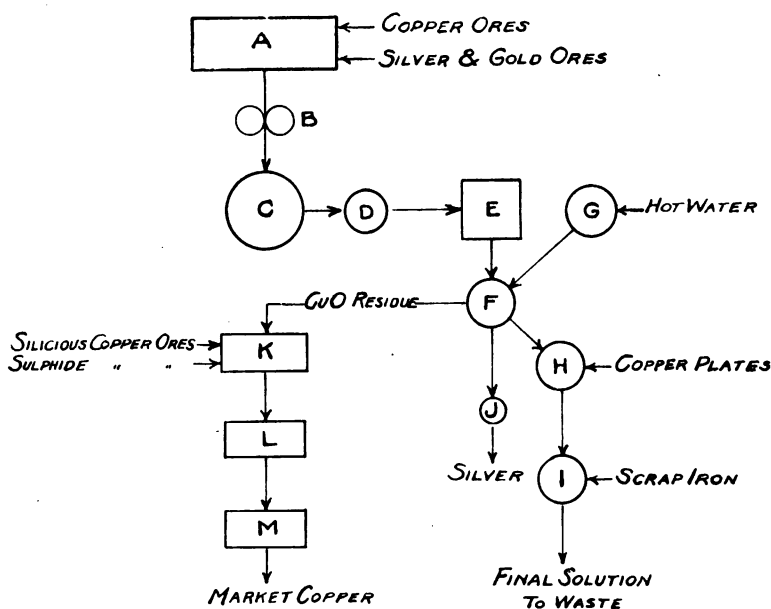 A
COPPER ORES
SILVER & GOLD ORES
B
C
D
E
G
HOT WATER
CUO RESIDUE
F
SILICIOUS COPPER ORES
SULPHIDE " "
K
H
COPPER PLATES
J
L
SILVER
I
SCRAP IRON
M
MARKET COPPER
FINAL SOLUTION
TO WASTE